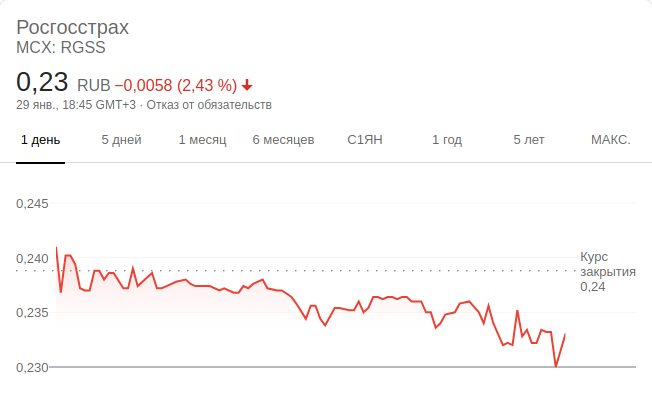 Росгосстрах
MCX: RGSS
0,23 RUB −0,0058 (2,43 %)
29 янв., 18:45 GMT+3 · Отказ от обязательств
1 день 5 дней 1 месяц 6 месяцев С1ЯН 1 год 5 лет МАКС.
0,245
0,240
Курс
закрытия
0,24
0,235
0,230